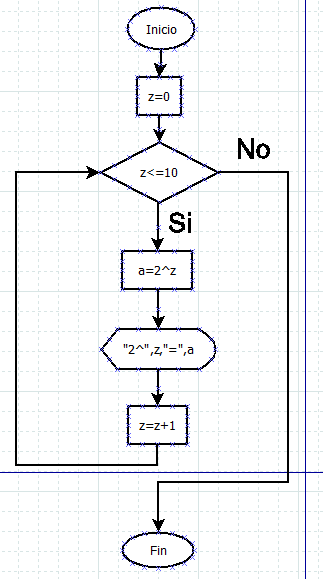 Inicio
z=0
z<=10
No
Si
a=2^z
"2^",z,"=",a
z=z+1
Fin